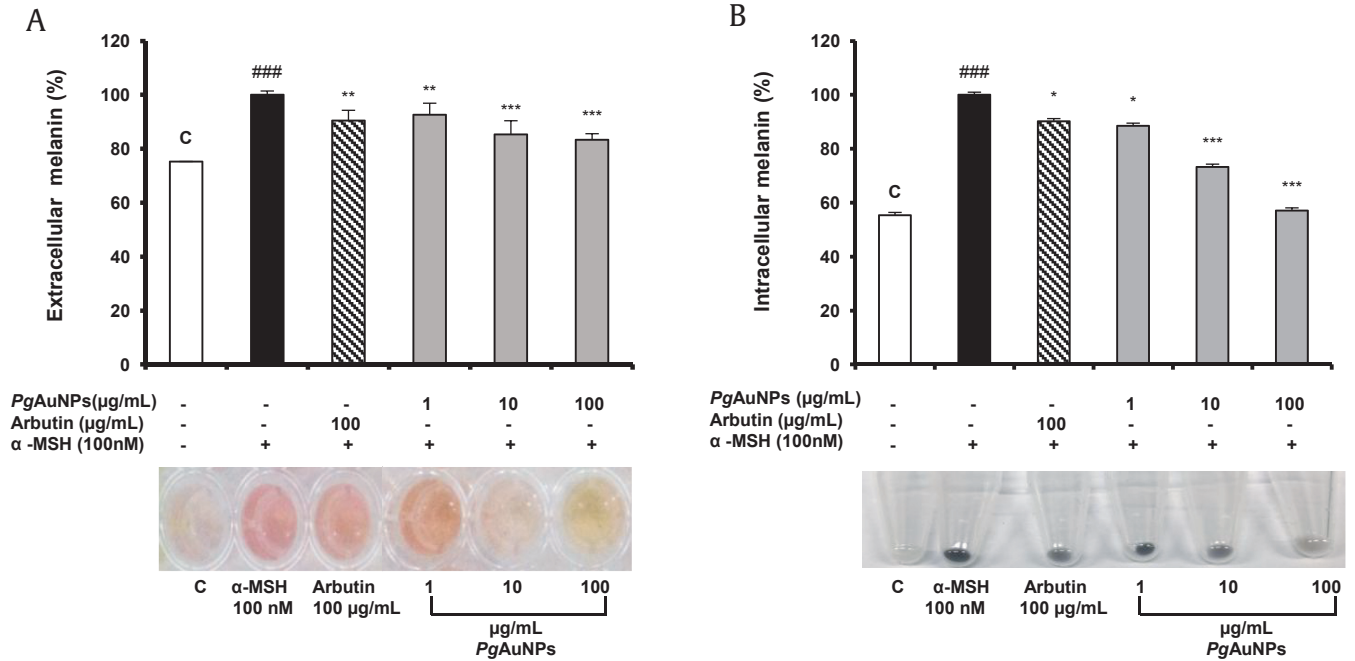 A
Extracellular melanin (%)
120
100
80
60
40
20
0
C
###
**
**
***
***
PgAuNPs(µg/mL) - - - 1 10 100
Arbutin (µg/mL) - - 100 - - -
α -MSH (100nM) - + + + + +
C α-MSH 100 nM Arbutin 100 µg/mL 1 10 100
µg/mL
PgAuNPs
B
Intracellular melanin (%)
120
100
80
60
40
20
0
C
###
*
*
***
***
PgAuNPs (µg/mL) - - - 1 10 100
Arbutin (µg/mL) - - 100 - - -
α -MSH (100nM) - + + + + +
C α-MSH 100 nM Arbutin 100 µg/mL 1 10 100
µg/mL
PgAuNPs